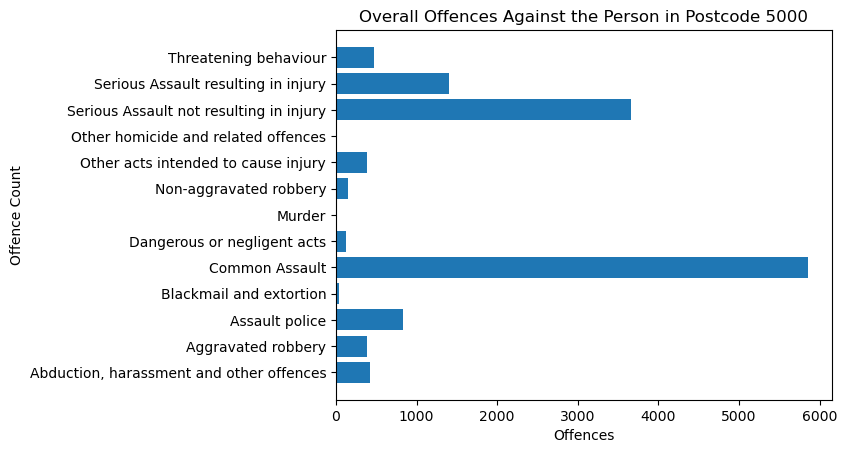 Overall Offences Against the Person in Postcode 5000
Offence Count
Threatening behaviour
Serious Assault resulting in injury
Serious Assault not resulting in injury
Other homicide and related offences
Other acts intended to cause injury
Non-aggravated robbery
Murder
Dangerous or negligent acts
Common Assault
Blackmail and extortion
Assault police
Aggravated robbery
Abduction, harassment and other offences
0 1000 2000 3000 4000 5000 6000
Offences